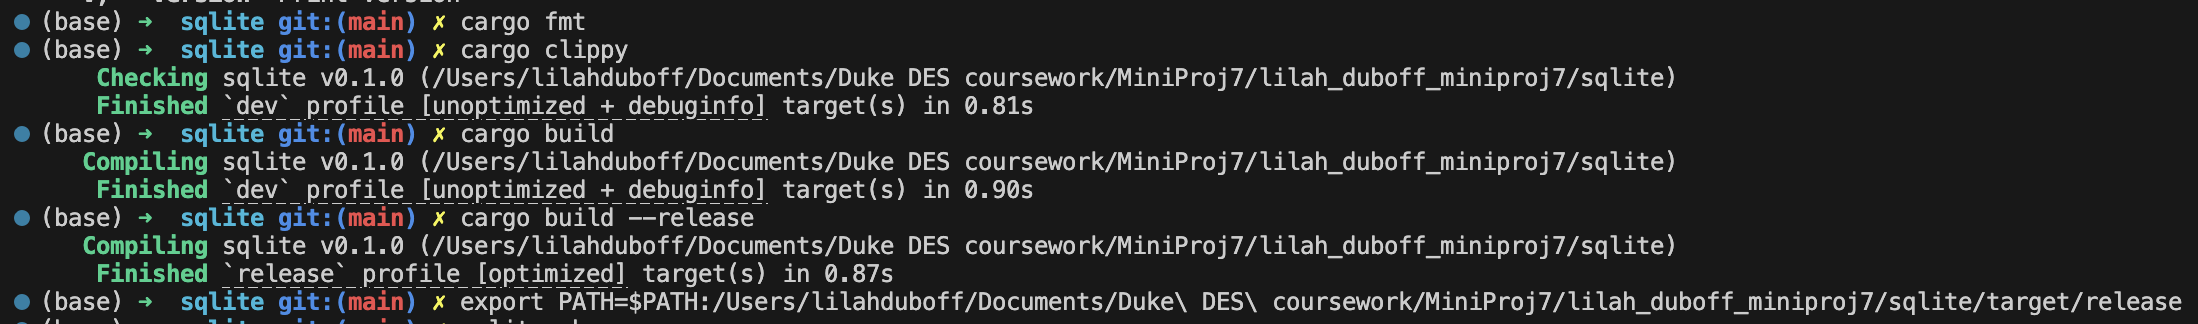 (base) ➜ sqlite git:(main) ✗ cargo fmt
(base) ➜ sqlite git:(main) ✗ cargo clippy
Checking sqlite v0.1.0 (/Users/lilahduboff/Documents/Duke DES coursework/MiniProj7/lilah_duboff_miniproj7/sqlite)
Finished `dev` profile [unoptimized + debuginfo] target(s) in 0.81s
(base) ➜ sqlite git:(main) ✗ cargo build
Compiling sqlite v0.1.0 (/Users/lilahduboff/Documents/Duke DES coursework/MiniProj7/lilah_duboff_miniproj7/sqlite)
Finished `dev` profile [unoptimized + debuginfo] target(s) in 0.90s
(base) ➜ sqlite git:(main) ✗ cargo build --release
Compiling sqlite v0.1.0 (/Users/lilahduboff/Documents/Duke DES coursework/MiniProj7/lilah_duboff_miniproj7/sqlite)
Finished `release` profile [optimized] target(s) in 0.87s
(base) ➜ sqlite git:(main) ✗ export PATH=$PATH:/Users/lilahduboff/Documents/Duke\ DES\ coursework/MiniProj7/lilah_duboff_miniproj7/sqlite/target/release